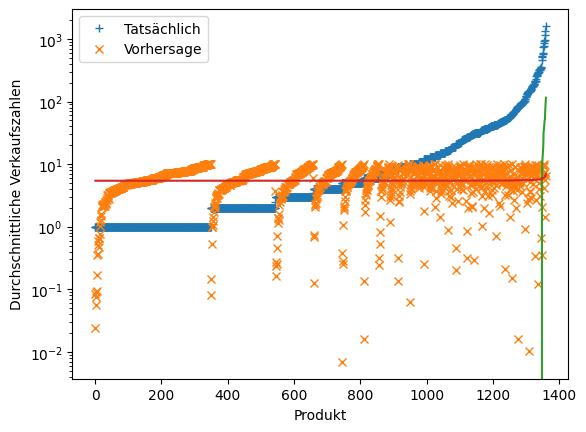 Tatsächlich
Vorhersage
Durchschnittliche Verkaufszahlen
10³
10²
10¹
10⁰
10⁻¹
10⁻²
0 200 400 600 800 1000 1200 1400
Produkt